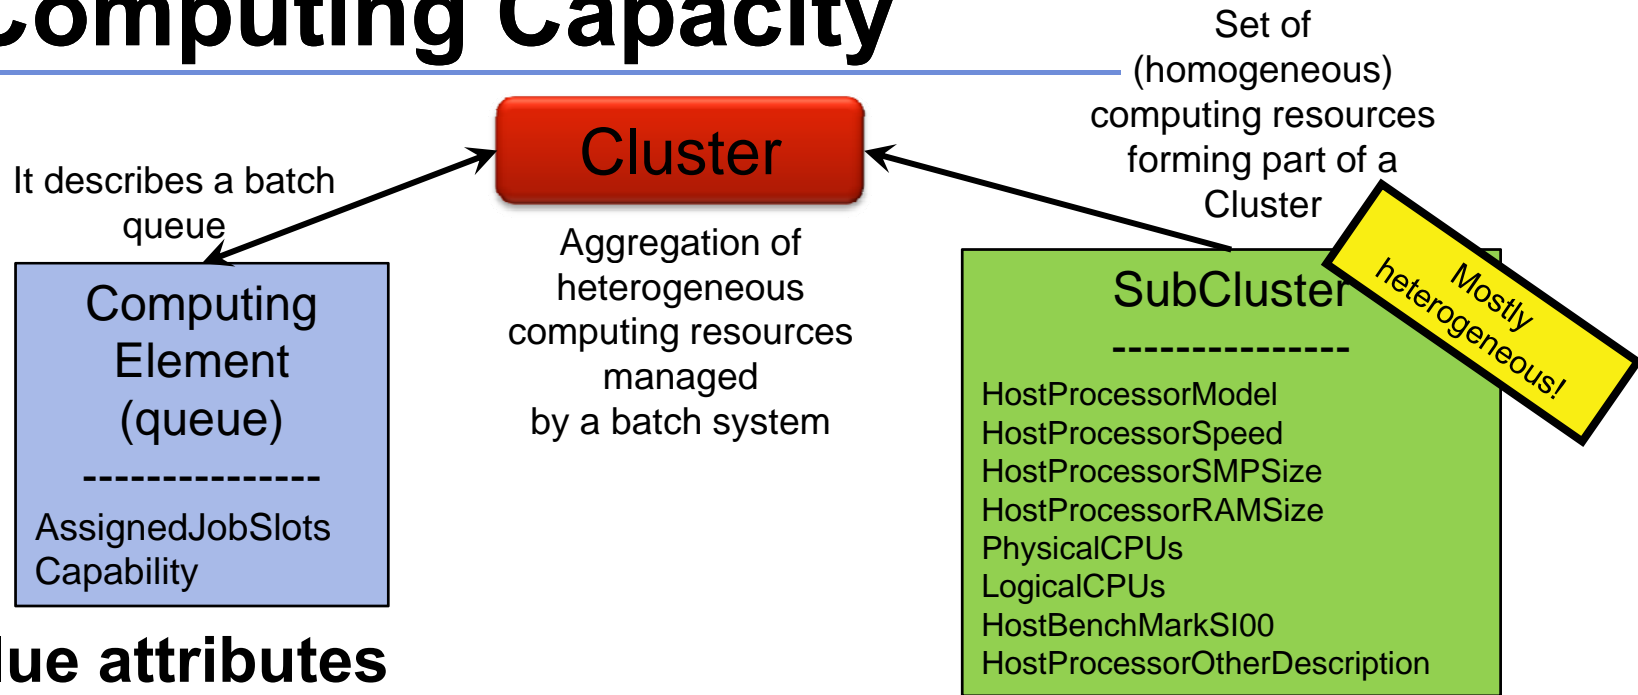 Computing Capacity
Set of
(homogeneous)
computing resources
forming part of a
Cluster
Cluster
It describes a batch
queue
Aggregation of
heterogeneous
computing resources
managed
by a batch system
Computing
Element
(queue)
---------------
AssignedJobSlots
Capability
SubCluster
---------------
HostProcessorModel
HostProcessorSpeed
HostProcessorSMPSize
HostProcessorRAMSize
PhysicalCPUs
LogicalCPUs
HostBenchMarkSI00
HostProcessorOtherDescription
Mostly
heterogeneous!
lue attributes